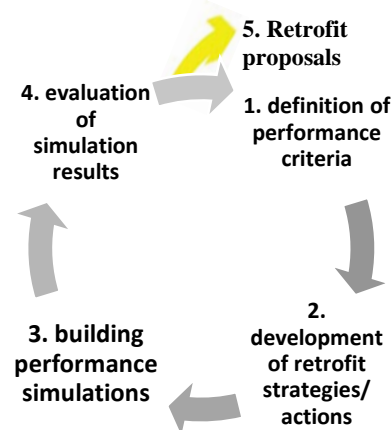 5. Retrofit
proposals
4. evaluation
of
simulation
results
1. definition of
performance
criteria
3. building
performance
simulations
2.
development
of retrofit
strategies/
actions